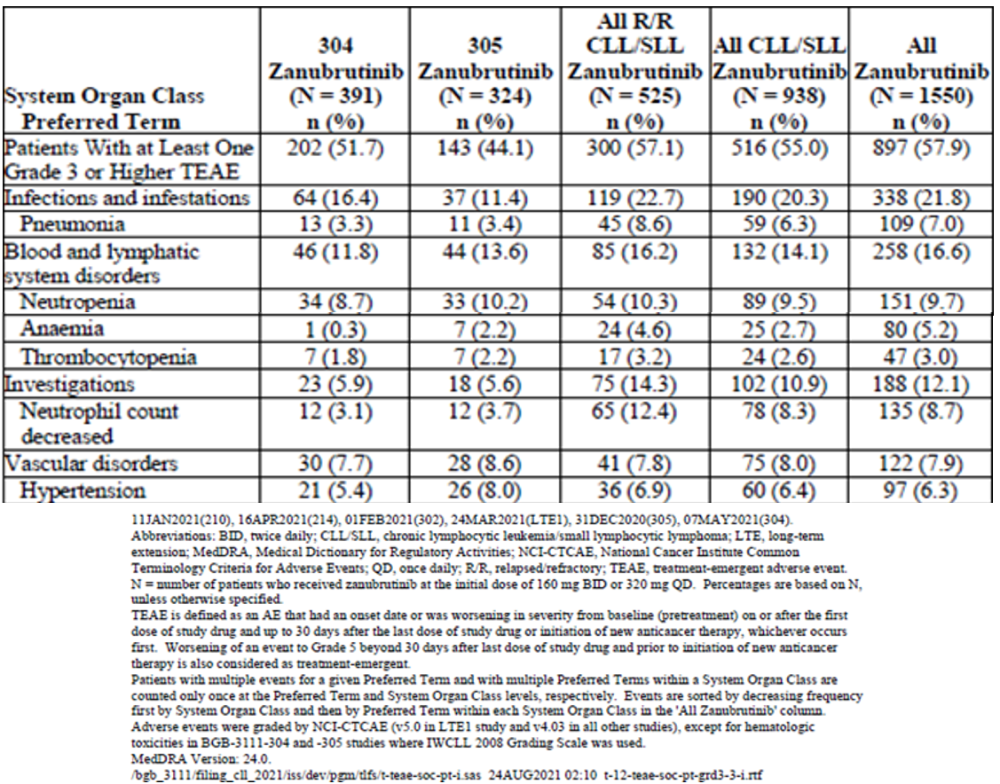 304 Zanubrutinib (N = 391) n (%)
305 Zanubrutinib (N = 324) n (%)
All R/R CLL/SLL Zanubrutinib (N = 525) n (%)
All CLL/SLL Zanubrutinib (N = 938) n (%)
All Zanubrutinib (N = 1550) n (%)
System Organ Class
Preferred Term
Patients With at Least One
Grade 3 or Higher TEAE 202 (51.7) 143 (44.1) 300 (57.1) 516 (55.0) 897 (57.9)
Infections and infestations 64 (16.4) 37 (11.4) 119 (22.7) 190 (20.3) 338 (21.8)
Pneumonia 13 (3.3) 11 (3.4) 45 (8.6) 59 (6.3) 109 (7.0)
Blood and lymphatic
system disorders 46 (11.8) 44 (13.6) 85 (16.2) 132 (14.1) 258 (16.6)
Neutropenia 34 (8.7) 33 (10.2) 54 (10.3) 89 (9.5) 151 (9.7)
Anaemia 1 (0.3) 7 (2.2) 24 (4.6) 25 (2.7) 80 (5.2)
Thrombocytopenia 7 (1.8) 7 (2.2) 17 (3.2) 24 (2.6) 47 (3.0)
Investigations 23 (5.9) 18 (5.6) 75 (14.3) 102 (10.9) 188 (12.1)
Neutrophil count
decreased 12 (3.1) 12 (3.7) 65 (12.4) 78 (8.3) 135 (8.7)
Vascular disorders 30 (7.7) 28 (8.6) 41 (7.8) 75 (8.0) 122 (7.9)
Hypertension 21 (5.4) 26 (8.0) 36 (6.9) 60 (6.4) 97 (6.3)
11JAN2021(210), 16APR2021(214), 01FEB2021(302), 24MAR2021(LTE1), 31DEC2020(305), 07MAY2021(304).
Abbreviations: BID, twice daily; CLL/SLL, chronic lymphocytic leukemia/small lymphocytic lymphoma; LTE, long-term
extension; MedDRA, Medical Dictionary for Regulatory Activities; NCI-CTCAE, National Cancer Institute Common
Terminology Criteria for Adverse Events; QD, once daily; R/R, relapsed/refractory; TEAE, treatment-emergent adverse event.
N = number of patients who received zanubrutinib at the initial dose of 160 mg BID or 320 mg QD. Percentages are based on N,
unless otherwise specified.
TEAE is defined as an AE that had an onset date or was worsening in severity from baseline (pretreatment) on or after the first
dose of study drug and up to 30 days after the last dose of study drug or initiation of new anticancer therapy, whichever occurs
first. Worsening of an event to Grade 5 beyond 30 days after last dose of study drug and prior to initiation of new anticancer
therapy is also considered as treatment-emergent.
Patients with multiple events for a given Preferred Term and with multiple Preferred Terms within a System Organ Class are
counted only once at the Preferred Term and System Organ Class levels, respectively. Events are sorted by decreasing frequency
first by System Organ Class and then by Preferred Term within each System Organ Class in the 'All Zanubrutinib' column.
Adverse events were graded by NCI-CTCAE (v5.0 in LTE1 study and v4.03 in all other studies), except for hematologic
toxicities in BGB-3111-304 and -305 studies where IWCLL 2008 Grading Scale was used.
MedDRA Version: 24.0.
/bgb_3111/filing_cll_2021/iss/dev/pgm/tlfs/t-teae-soc-pt-i.sas 24AUG2021 02:10 t-12-teae-soc-pt-grd3-3-i.rtf